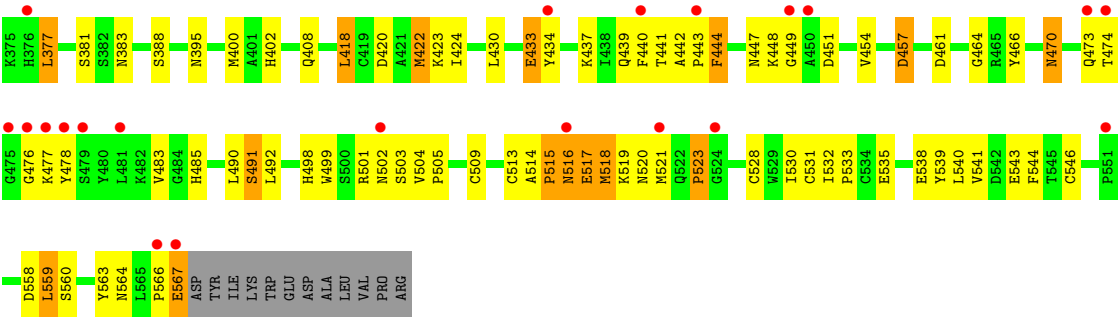 K375 H376 L377 S381 S382 N383 S388 N395 M400 A401 H402 Q408 L418 C419 D420 A421 M422 K423 I424 L430 E433 Y434 K437 I438 Q439 F440 T441 A442 P443 F444 N447 K448 G449 A450 D451 V454 D457 D461 G464 R465 Y466 N470 Q473 T474
G475 G476 K477 Y478 S479 Y480 L481 K482 V483 G484 H485 L490 S491 L492 H498 W499 S500 R501 N502 S503 V504 P505 C509 C513 A514 P515 N516 E517 M518 K519 N520 M521 Q522 P523 G524 C528 W529 I530 C531 I532 P533 C534 E535 E538 Y539 L540 V541 D542 E543 F544 T545 C546 P551
D558 L559 S560 Y563 N564 L565 P566 E567 ASP TYR ILE LYS TRP GLU ASP ALA LEU VAL PRO ARG